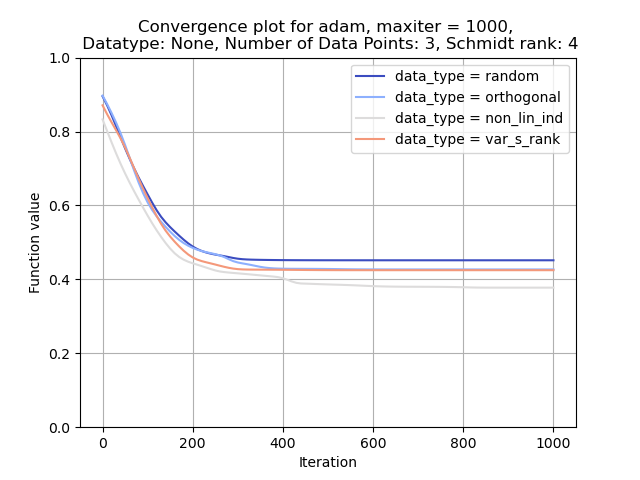 Convergence plot for adam, maxiter = 1000,
Datatype: None, Number of Data Points: 3, Schmidt rank: 4
1.0
0.8
0.6
0.4
0.2
0.0
Function value
data_type = random
data_type = orthogonal
data_type = non_lin_ind
data_type = var_s_rank
0 200 400 600 800 1000
Iteration